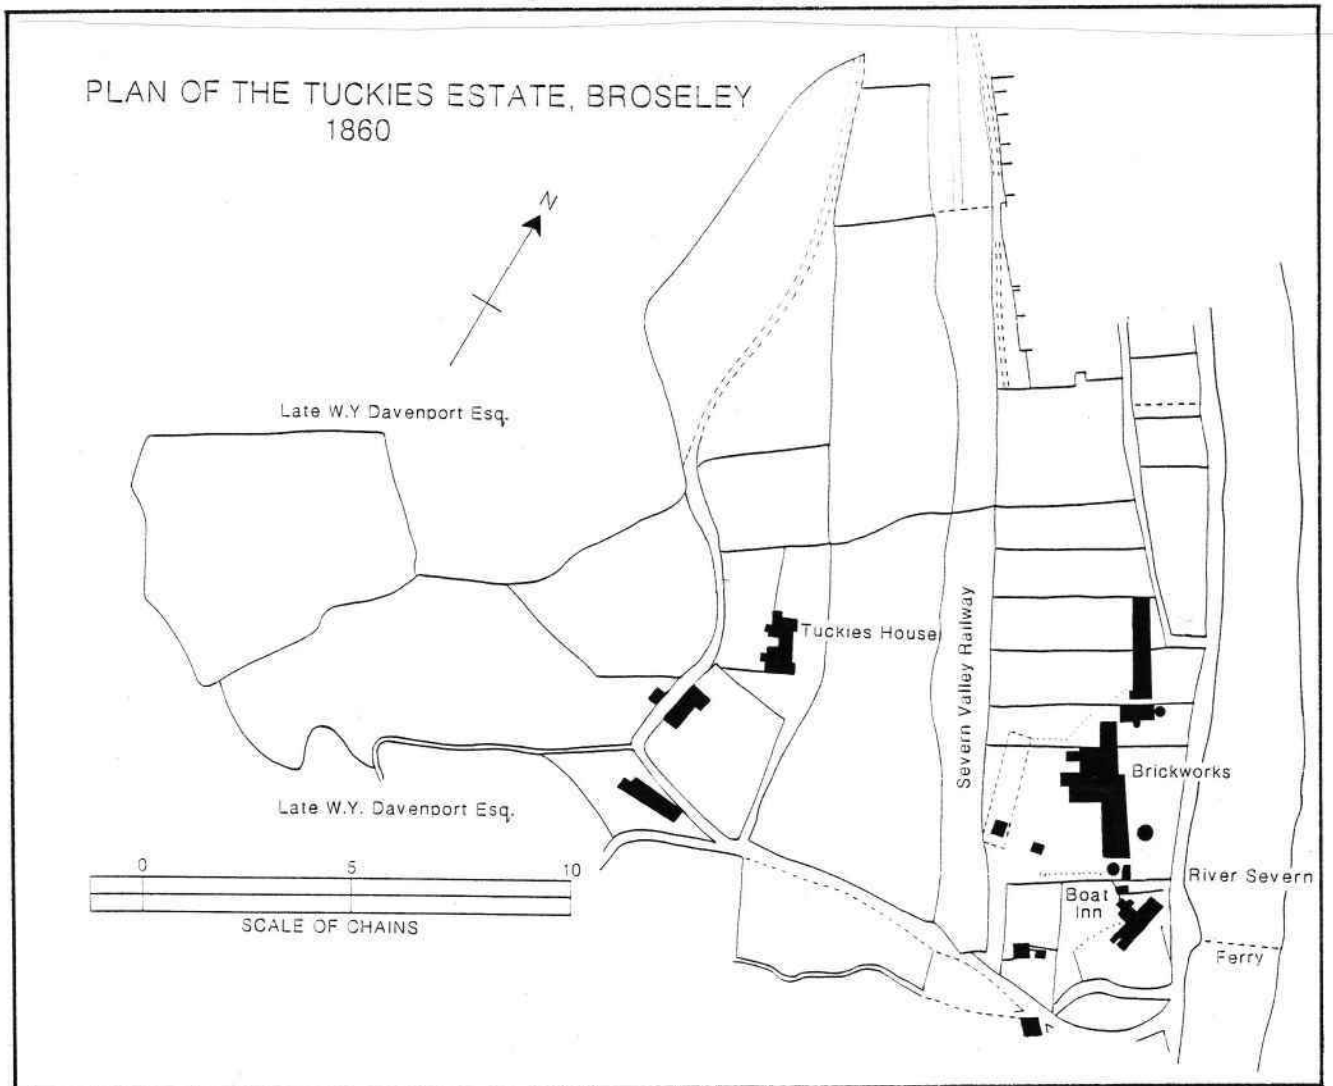 PLAN OF THE TUCKIES ESTATE, BROSELEY
1860
N
Late W.Y Davenport Esq.
Tuckies House
Severn Valley Railway
Brickworks
Late W.Y. Davenport Esq.
0 5 10
SCALE OF CHAINS
River Severn
Boat
Inn
Ferry